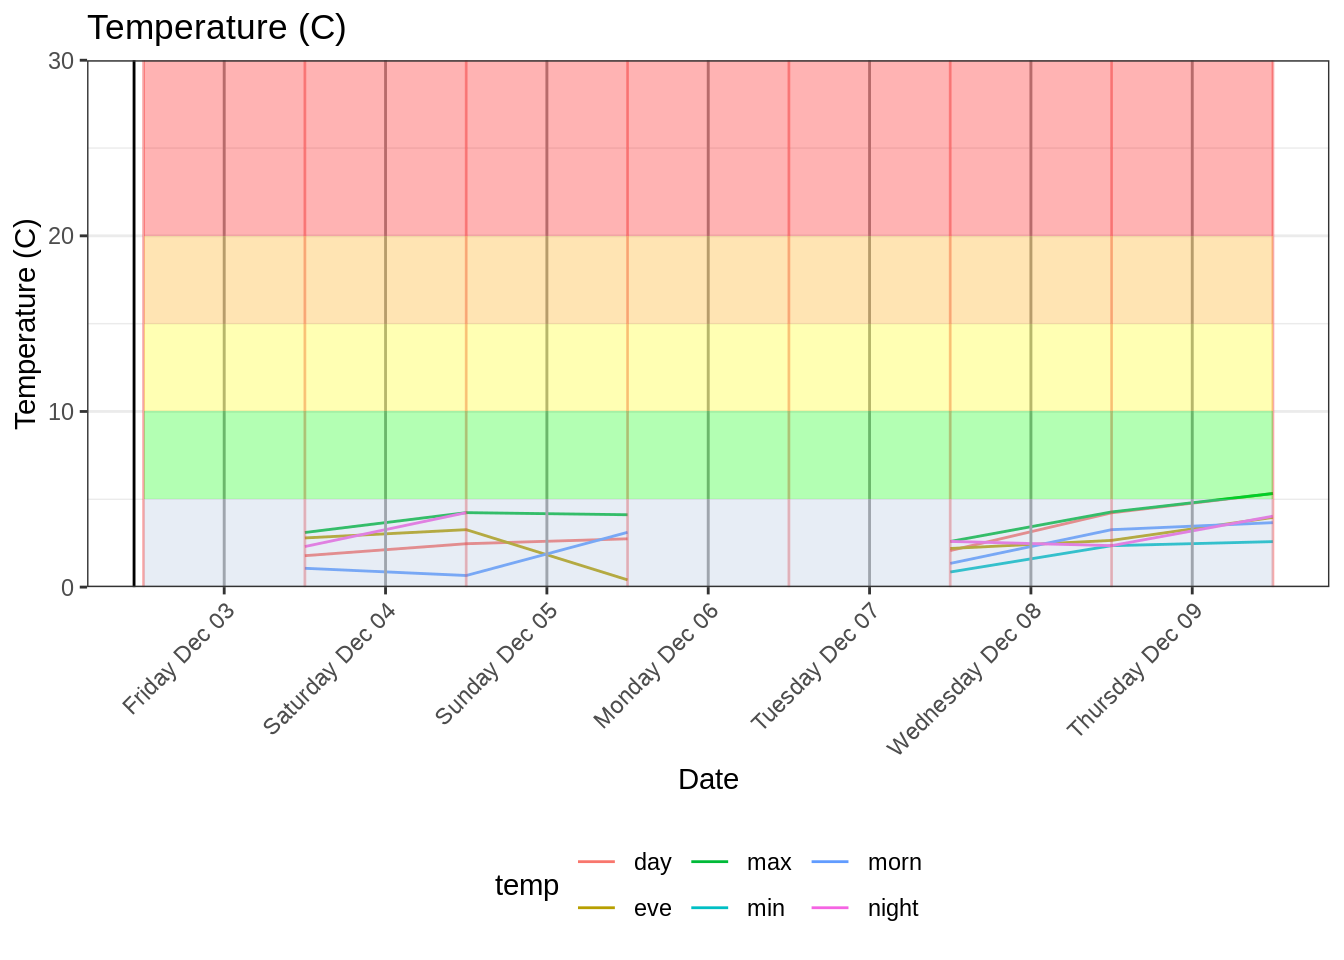 Temperature (C)
Temperature (C)
30
20
10
0
Friday Dec 03
Saturday Dec 04
Sunday Dec 05
Monday Dec 06
Tuesday Dec 07
Wednesday Dec 08
Thursday Dec 09
Date
temp
day
max
morn
eve
min
night